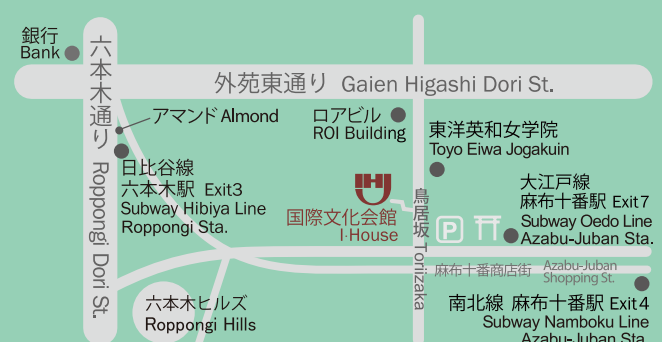 銀行
Bank
六本木通り Roppongi Dori St.
外苑東通り Gaien Higashi Dori St.
アマンド Almond
ロアビル
ROI Building
東洋英和女学院
Toyo Eiwa Jogakuin
日比谷線
六本木駅 Exit3
Subway Hibiya Line
Roppongi Sta.
IHJ
国際文化会館
I-House
鳥居坂 Toriizaka
P
大江戸線
麻布十番駅 Exit7
Subway Oedo Line
Azabu-Juban Sta.
麻布十番商店街 Azabu-Juban
Shopping St.
六本木ヒルズ
Roppongi Hills
南北線 麻布十番駅 Exit4
Subway Namboku Line
Azabu-Juban Sta.